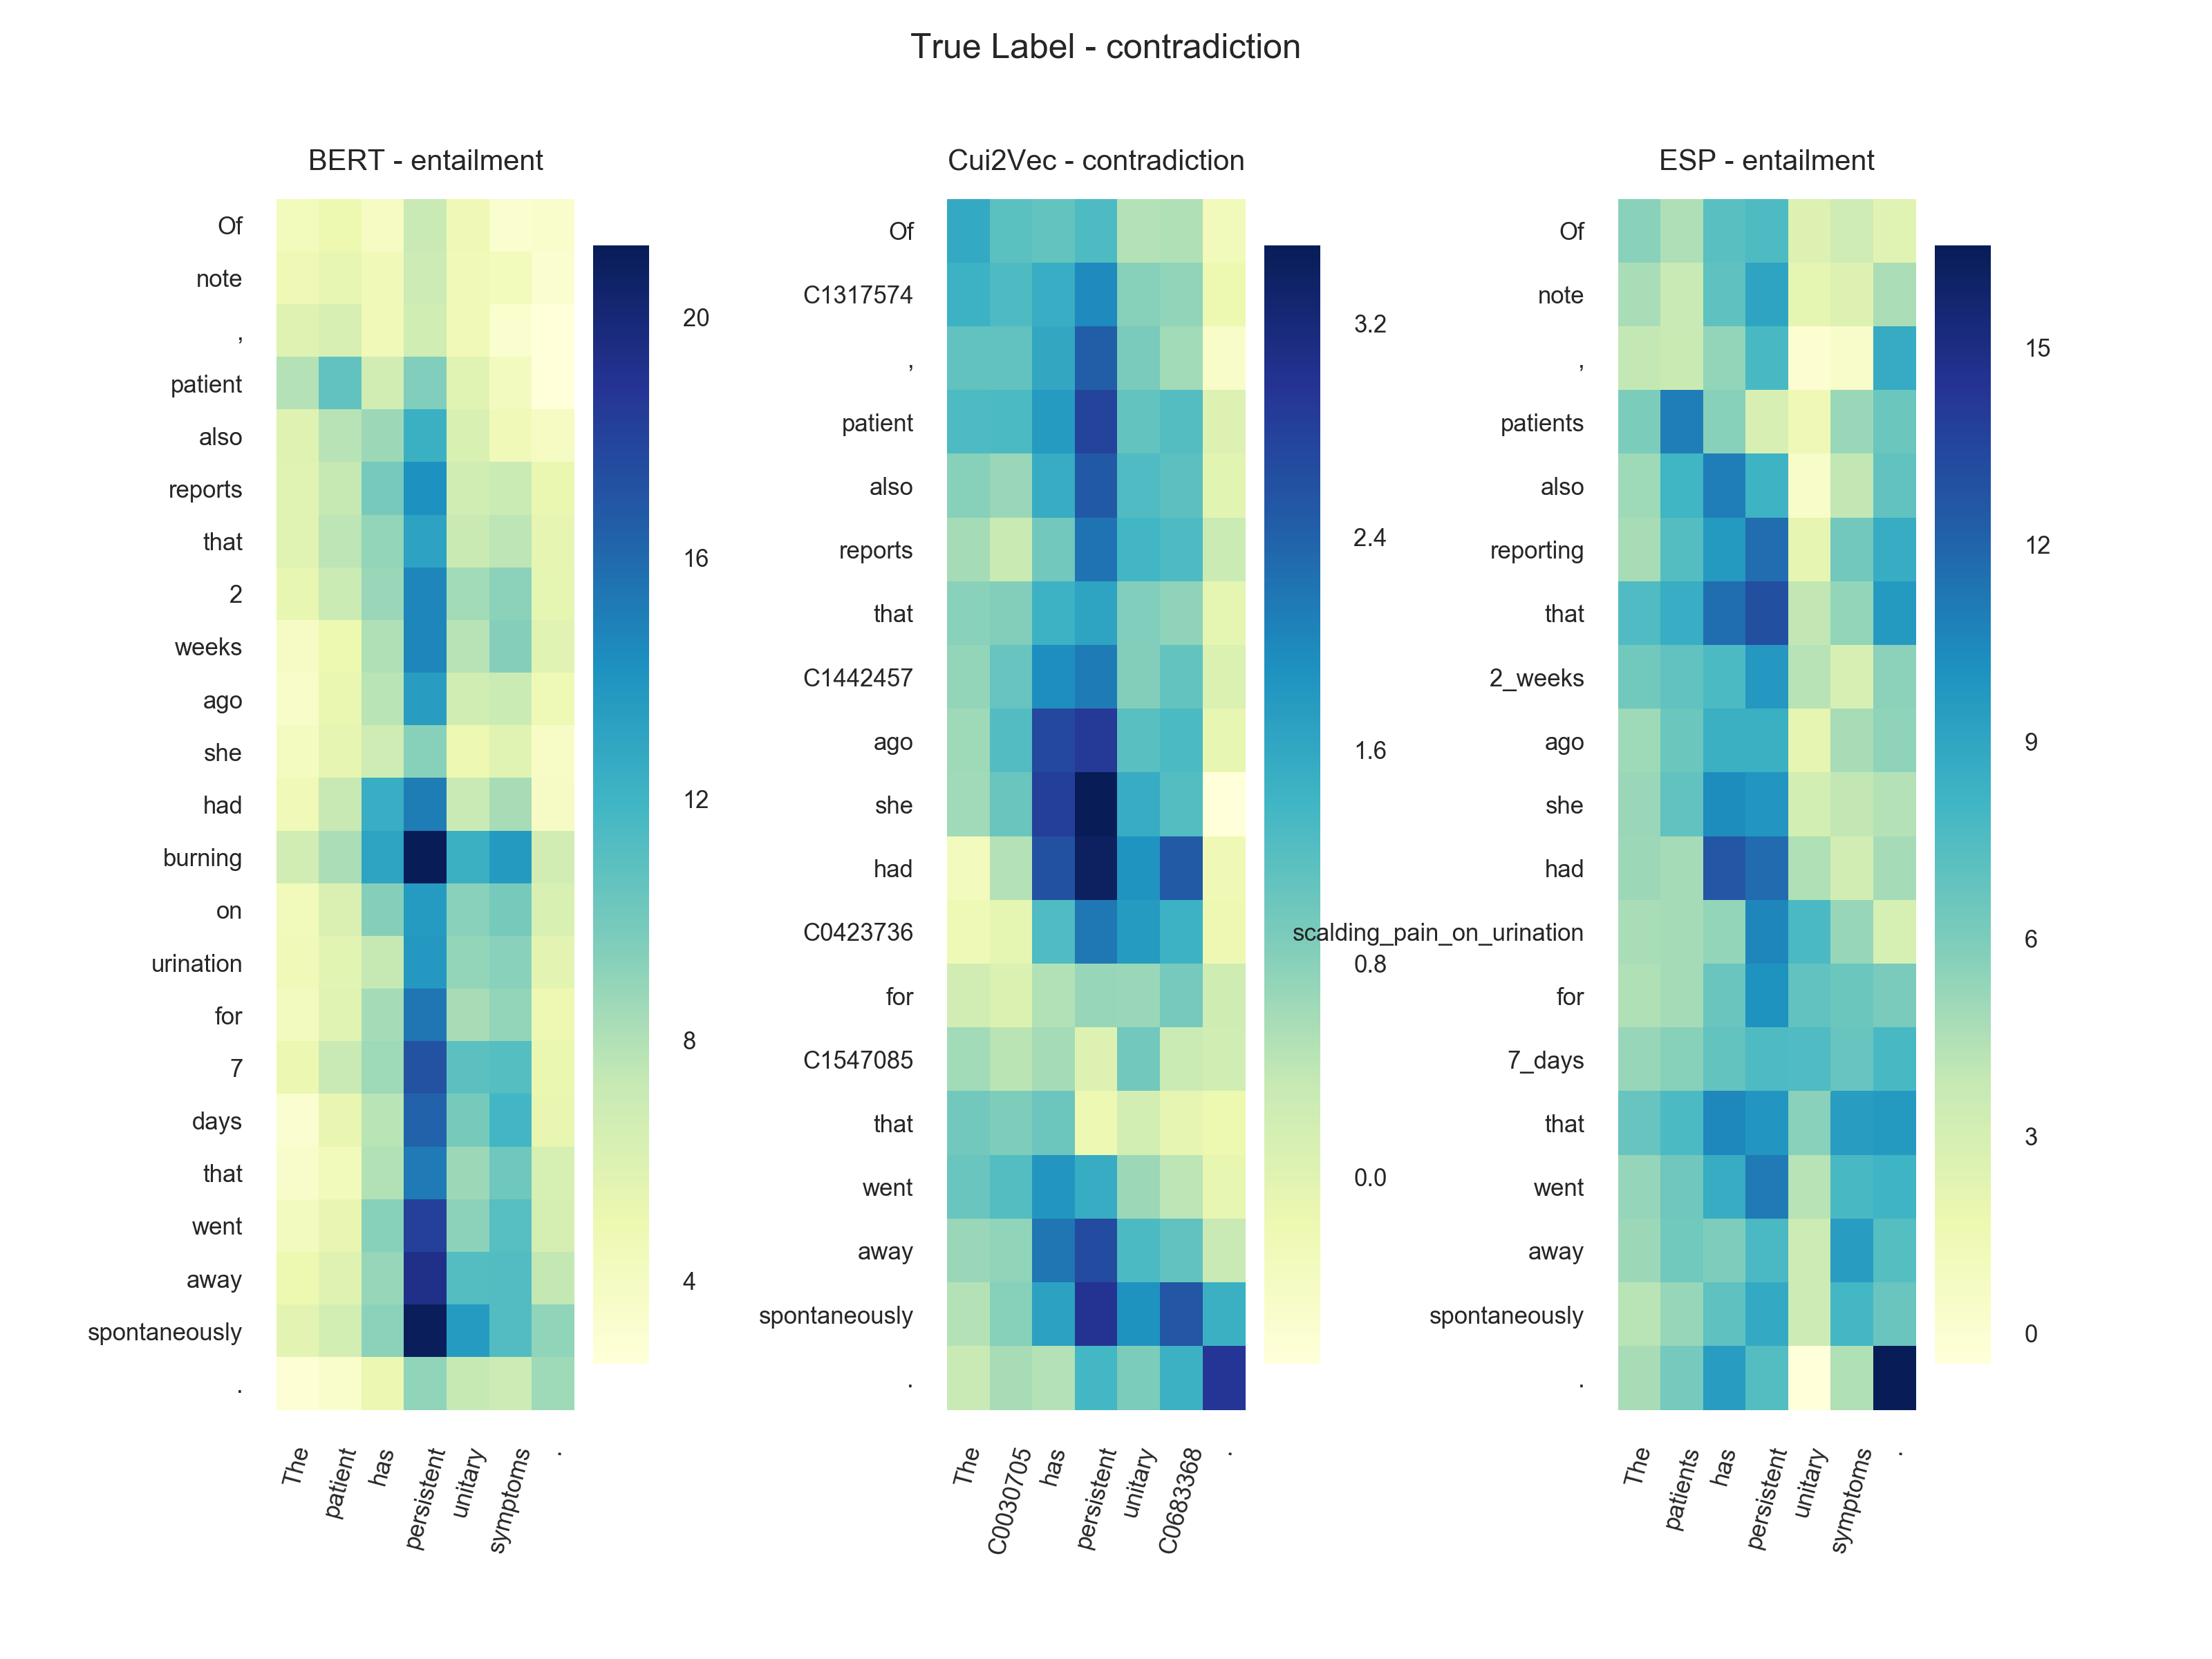 True Label - contradiction
BERT - entailment
Of
note
,
patient
also
reports
that
2
weeks
ago
she
had
burning
on
urination
for
7
days
that
went
away
spontaneously
.
The
patient
has
persistent
unitary
symptoms
.
20
16
12
8
4
Cui2Vec - contradiction
Of
C1317574
,
patient
also
reports
that
C1442457
ago
she
had
C0423736
for
C1547085
that
went
away
spontaneously
.
The
C0030705
has
persistent
unitary
C0683368
.
3.2
2.4
1.6
0.8
0.0
ESP - entailment
Of
note
,
patients
also
reporting
that
2_weeks
ago
she
had
scalding_pain_on_urination
for
7_days
that
went
away
spontaneously
.
The
patients
has
persistent
unitary
symptoms
.
15
12
9
6
3
0